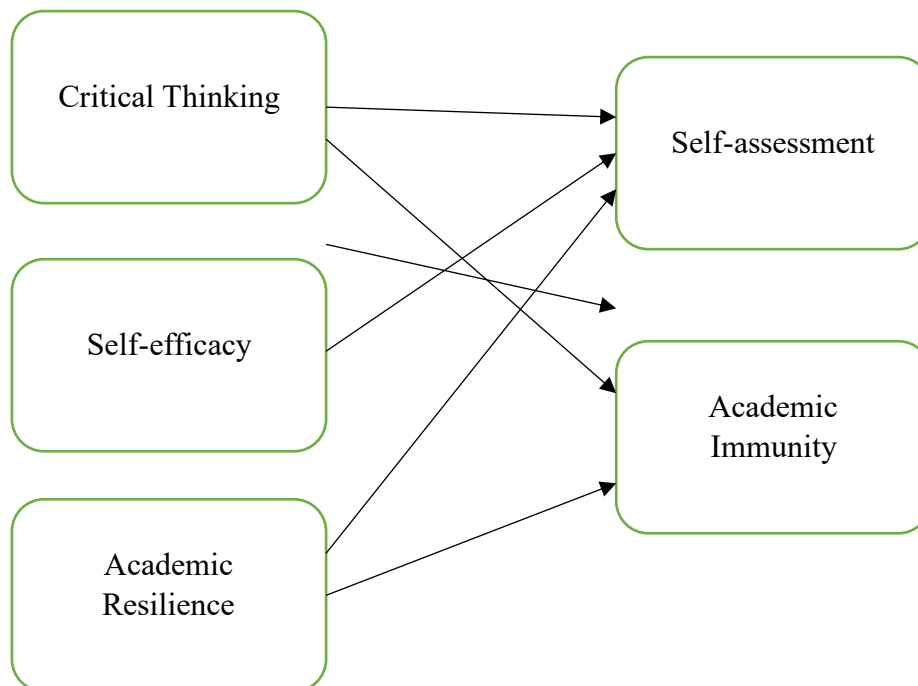 Critical Thinking
Self-efficacy
Academic
Resilience
Self-assessment
Academic
Immunity